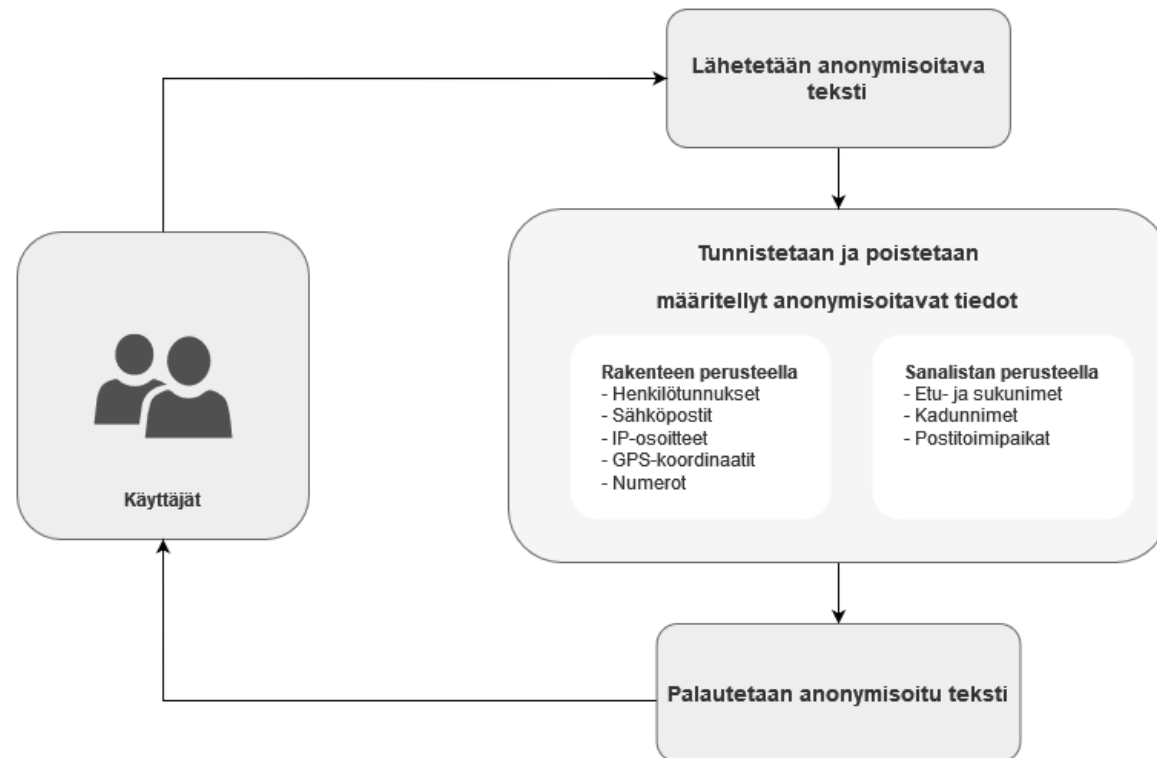 Lähetetään anonymisoitava
teksti
Tunnistetaan ja poistetaan
määritellyt anonymisoitavat tiedot
Rakenteen perusteella
- Henkilötunnukset
- Sähköpostit
- IP-osoitteet
- GPS-koordinaatit
- Numerot
Sanalistan perusteella
- Etu- ja sukunimet
- Kadunnimet
- Postitoimipaikat
Käyttäjät
Palautetaan anonymisoitu teksti